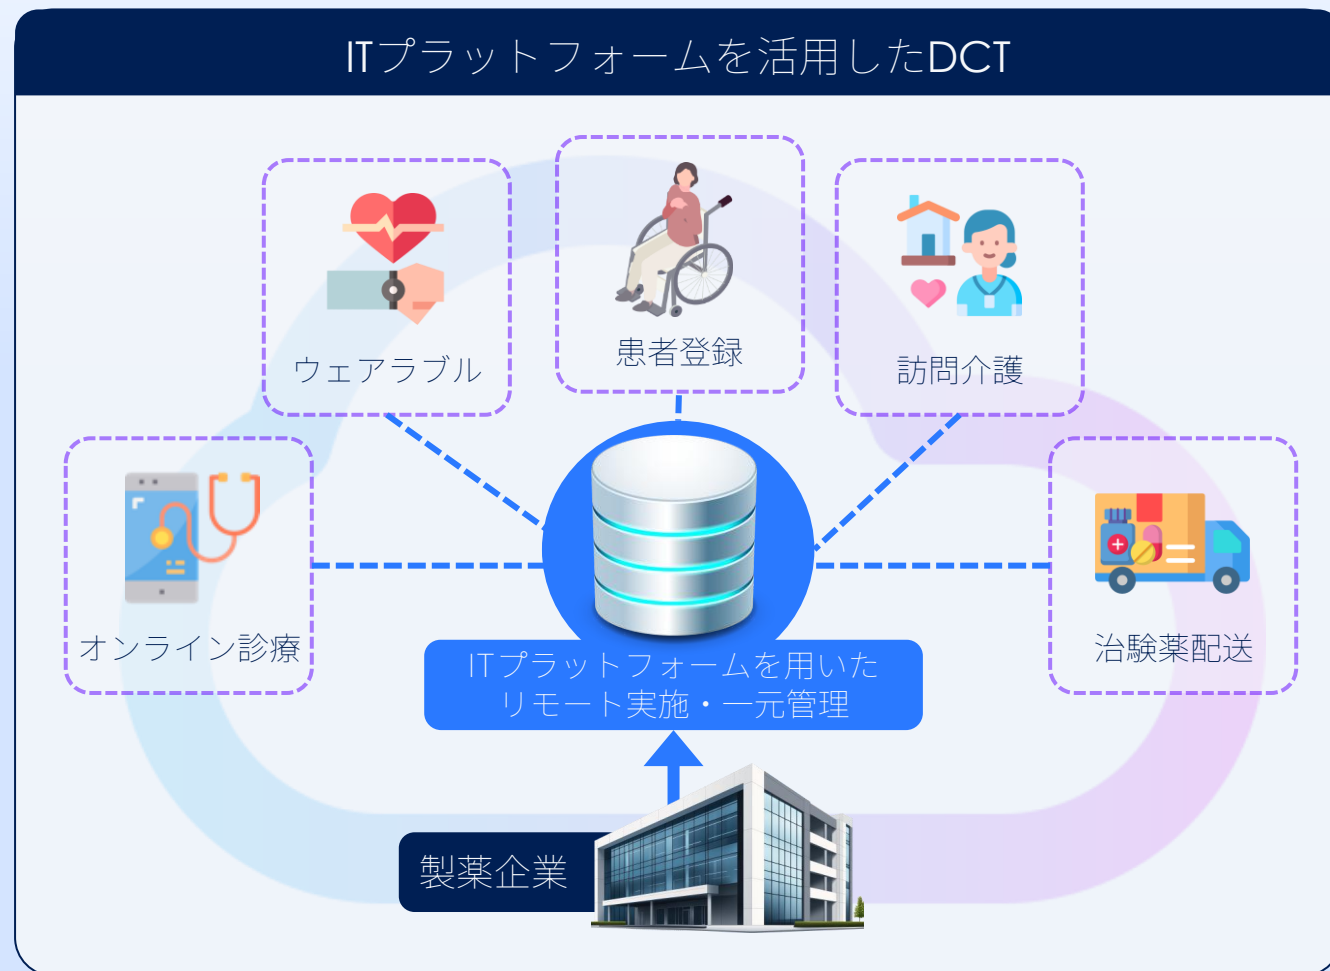 ITプラットフォームを活用したDCT
ウェアラブル
患者登録
訪問介護
オンライン診療
治験薬配送
ITプラットフォームを用いた
リモート実施・一元管理
製薬企業